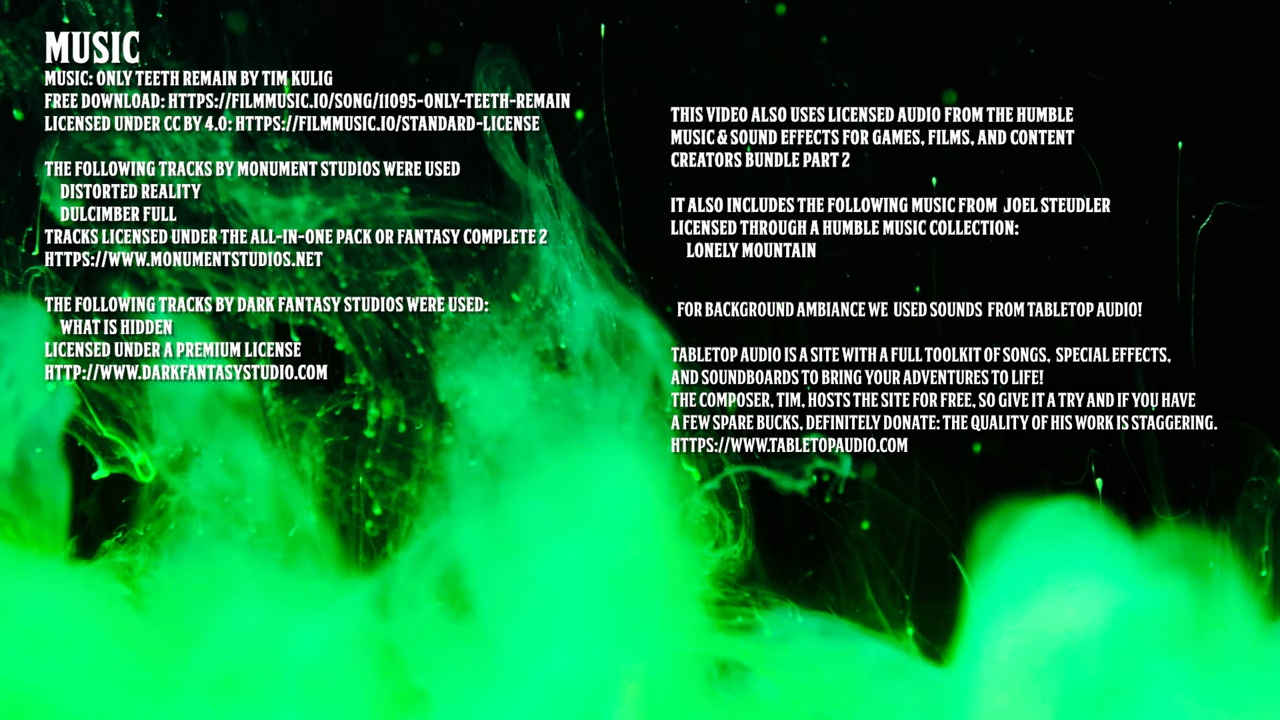 MUSIC
MUSIC: ONLY TEETH REMAIN BY TIM KULIG
FREE DOWNLOAD: HTTPS://FILMMUSIC.IO/SONG/11095-ONLY-TEETH-REMAIN
LICENSED UNDER CC BY 4.0: HTTPS://FILMMUSIC.IO/STANDARD-LICENSE
THE FOLLOWING TRACKS BY MONUMENT STUDIOS WERE USED
DISTORTED REALITY
DULCIMBER FULL
TRACKS LICENSED UNDER THE ALL-IN-ONE PACK OR FANTASY COMPLETE 2
HTTPS://WWW.MONUMENTSTUDIOS.NET
THE FOLLOWING TRACKS BY DARK FANTASY STUDIOS WERE USED:
WHAT IS HIDDEN
LICENSED UNDER A PREMIUM LICENSE
HTTP://WWW.DARKFANTASYSTUDIO.COM
THIS VIDEO ALSO USES LICENSED AUDIO FROM THE HUMBLE
MUSIC & SOUND EFFECTS FOR GAMES, FILMS, AND CONTENT
CREATORS BUNDLE PART 2
IT ALSO INCLUDES THE FOLLOWING MUSIC FROM JOEL STEUDLER
LICENSED THROUGH A HUMBLE MUSIC COLLECTION:
LONELY MOUNTAIN
FOR BACKGROUND AMBIANCE WE USED SOUNDS FROM TABLETOP AUDIO!
TABLETOP AUDIO IS A SITE WITH A FULL TOOLKIT OF SONGS, SPECIAL EFFECTS,
AND SOUNDBOARDS TO BRING YOUR ADVENTURES TO LIFE!
THE COMPOSER, TIM, HOSTS THE SITE FOR FREE, SO GIVE IT A TRY AND IF YOU HAVE
A FEW SPARE BUCKS, DEFINITELY DONATE: THE QUALITY OF HIS WORK IS STAGGERING.
HTTPS://WWW.TABLETOPAUDIO.COM